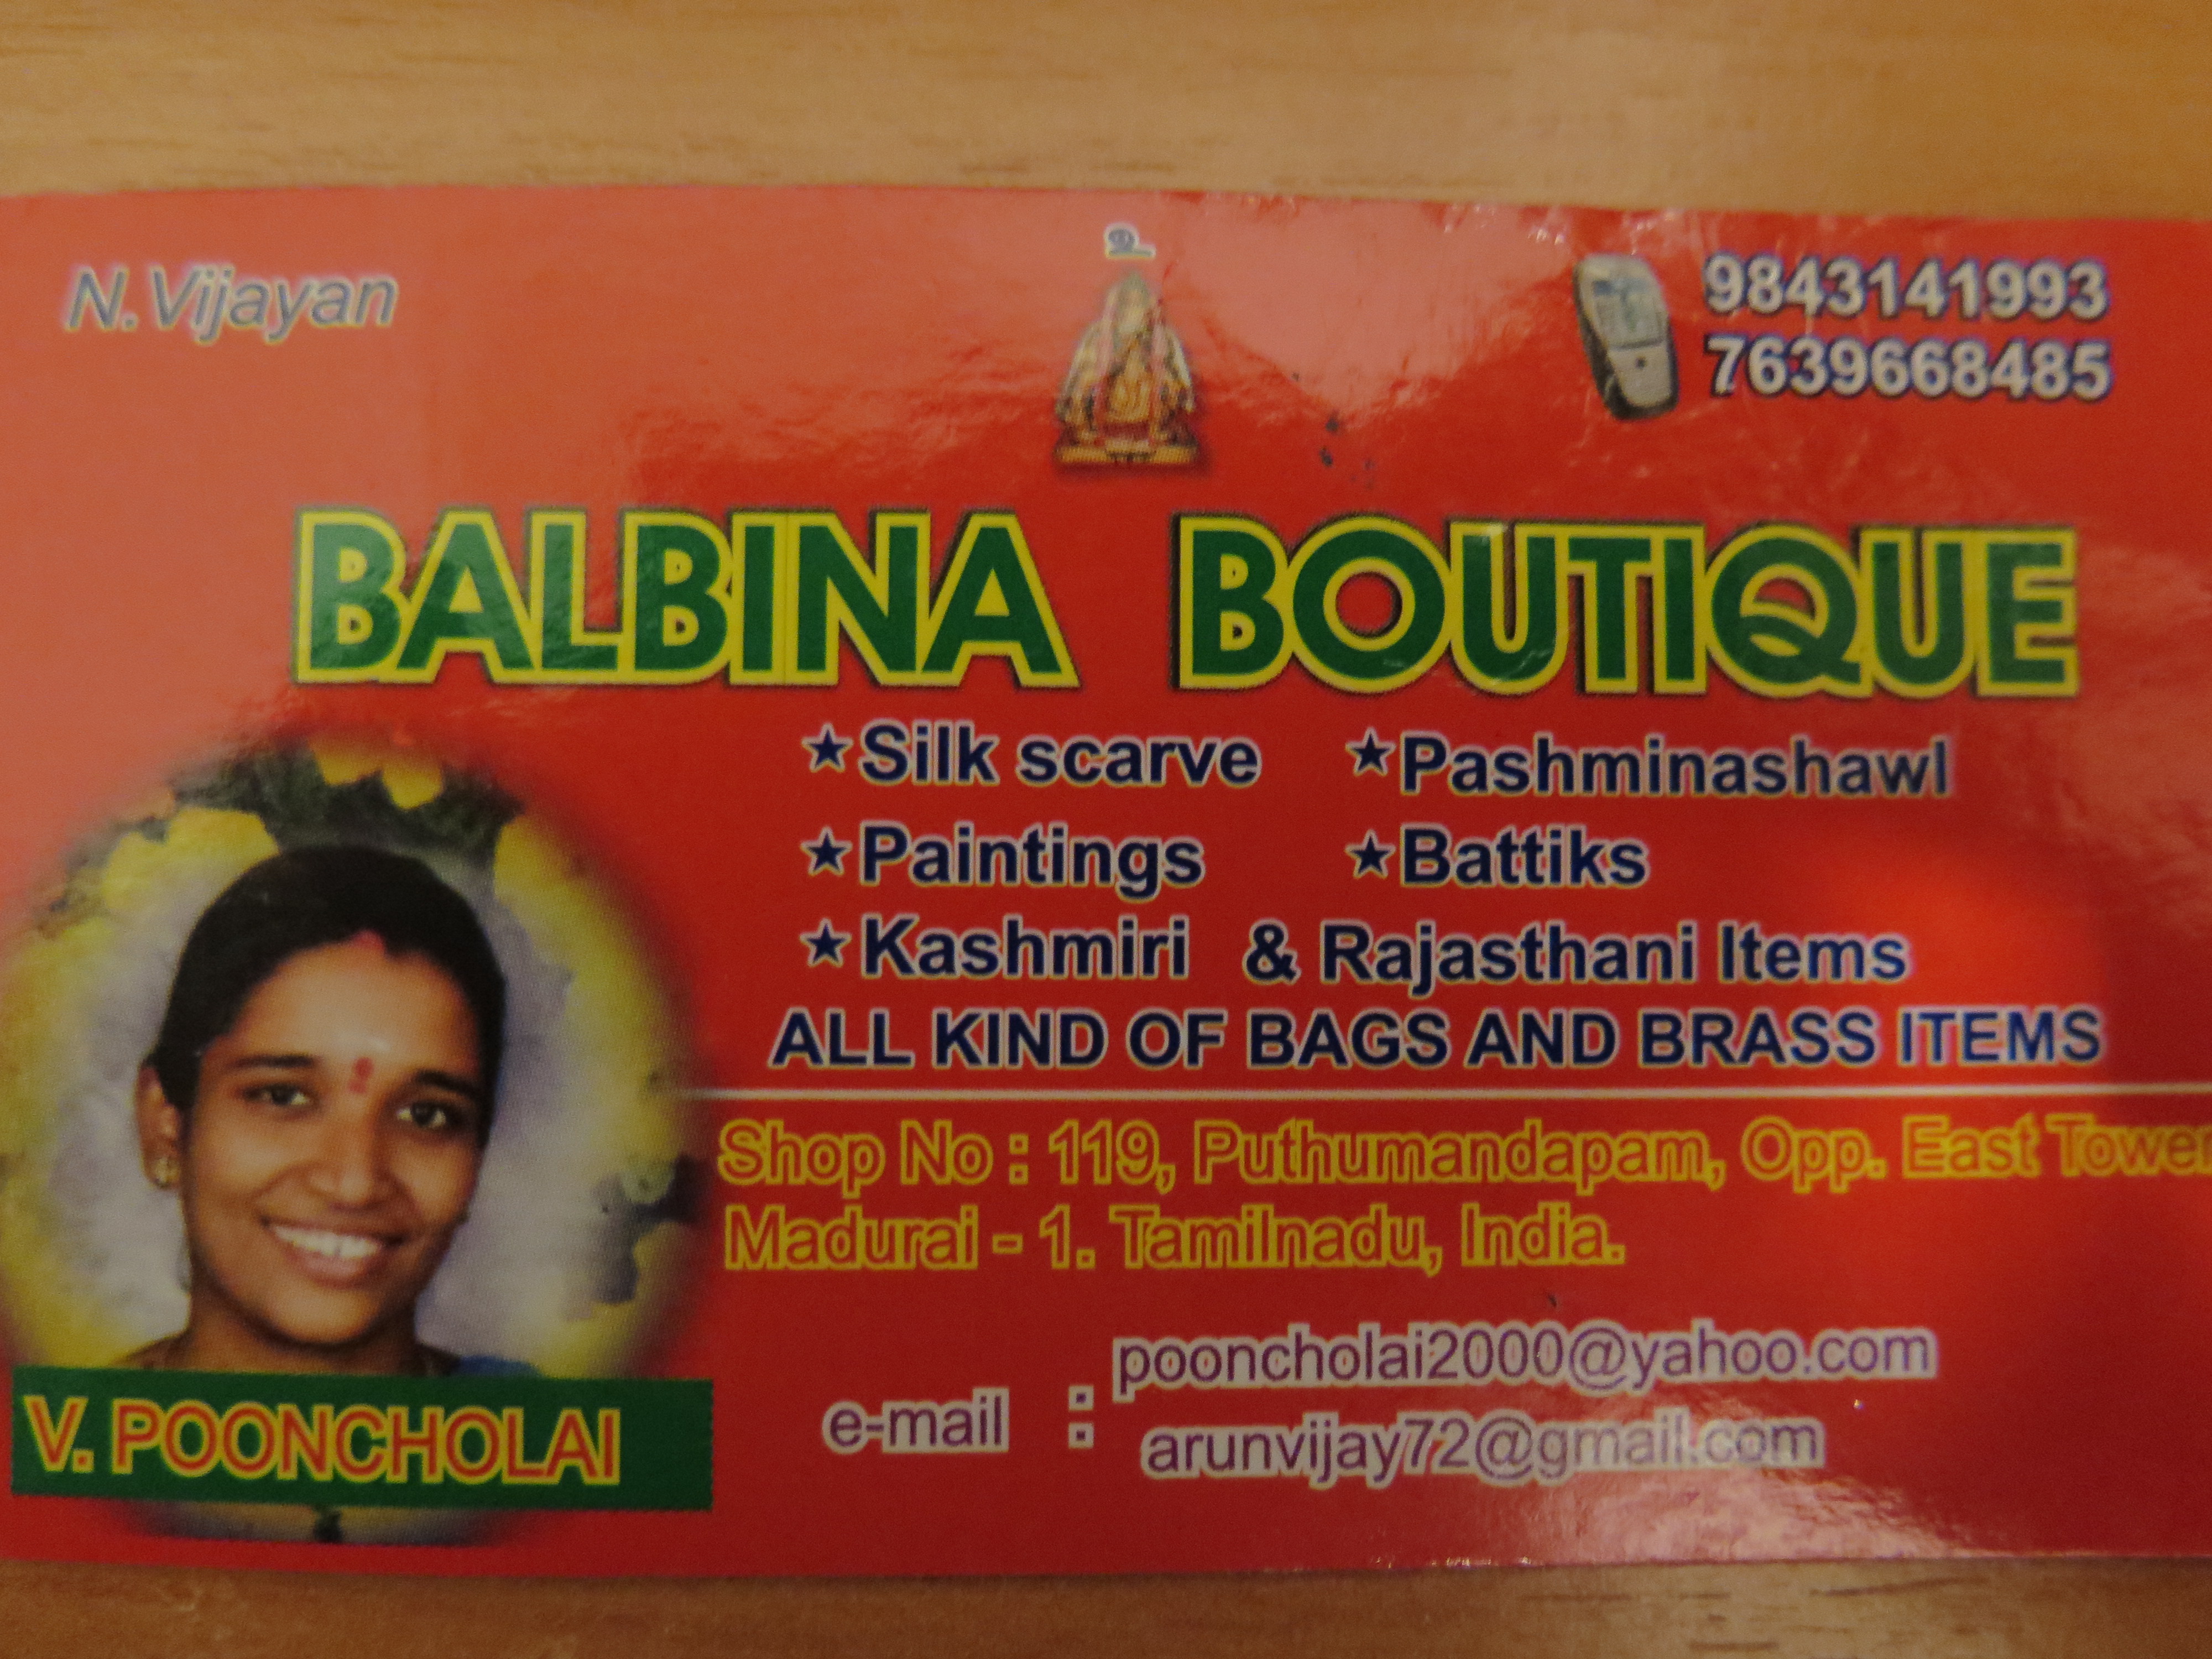 உ
N. Vijayan
9843141993
7639668485
BALBINA BOUTIQUE
★Silk scarve ★Pashminashawl
★Paintings ★Battiks
★Kashmiri & Rajasthani Items
ALL KIND OF BAGS AND BRASS ITEMS
Shop No : 119, Puthumandapam, Opp. East Tower
Madurai - 1. Tamilnadu, India.
V. POONCHOLAI
e-mail : pooncholai2000@yahoo.com
arunvijay72@gmail.com